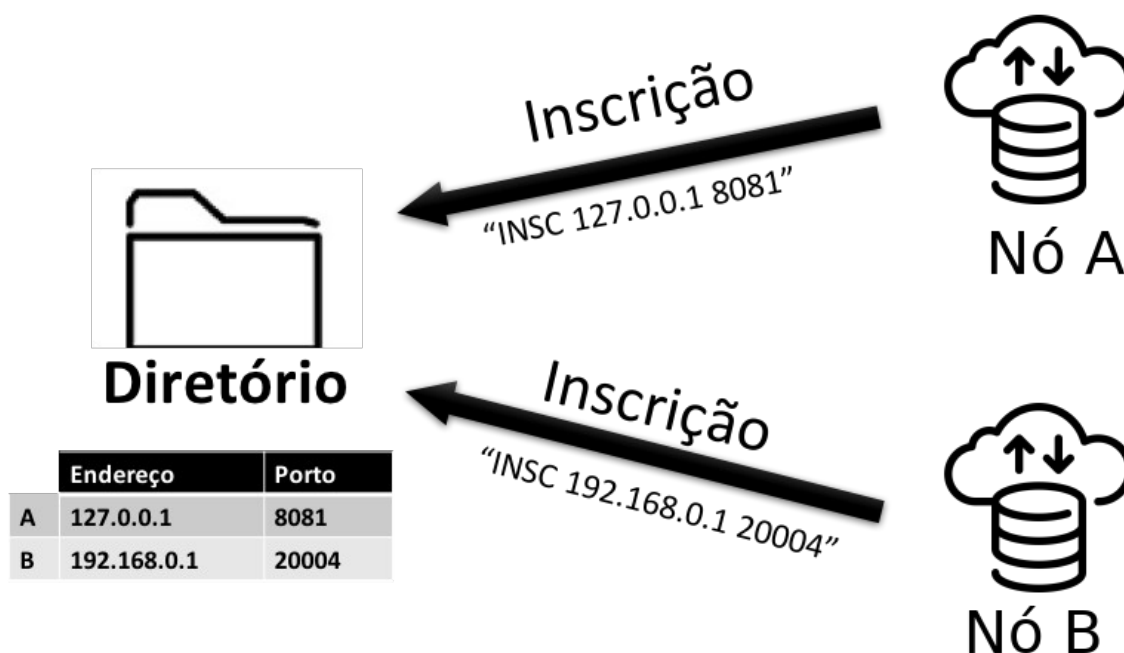 Inscrição
“INSC 127.0.0.1 8081”
Nó A
Diretório
Inscrição
“INSC 192.168.0.1 20004”
Endereço Porto
A 127.0.0.1 8081
B 192.168.0.1 20004
Nó B